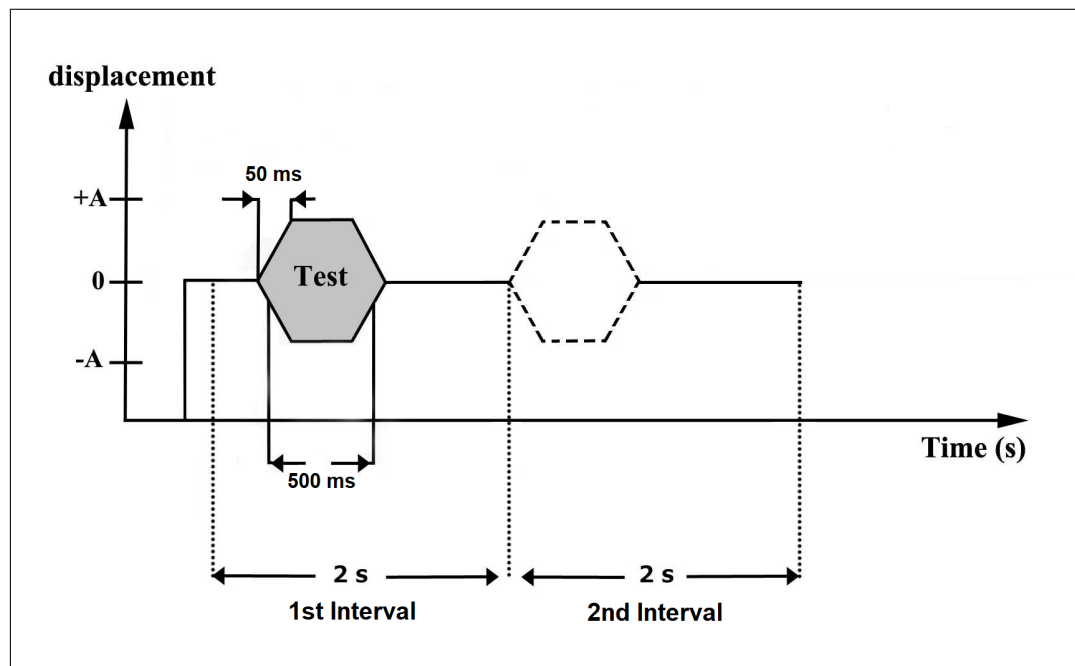 displacement
50 ms
+A
Test
0
-A
Time (s)
500 ms
2 s
2 s
1st Interval
2nd Interval